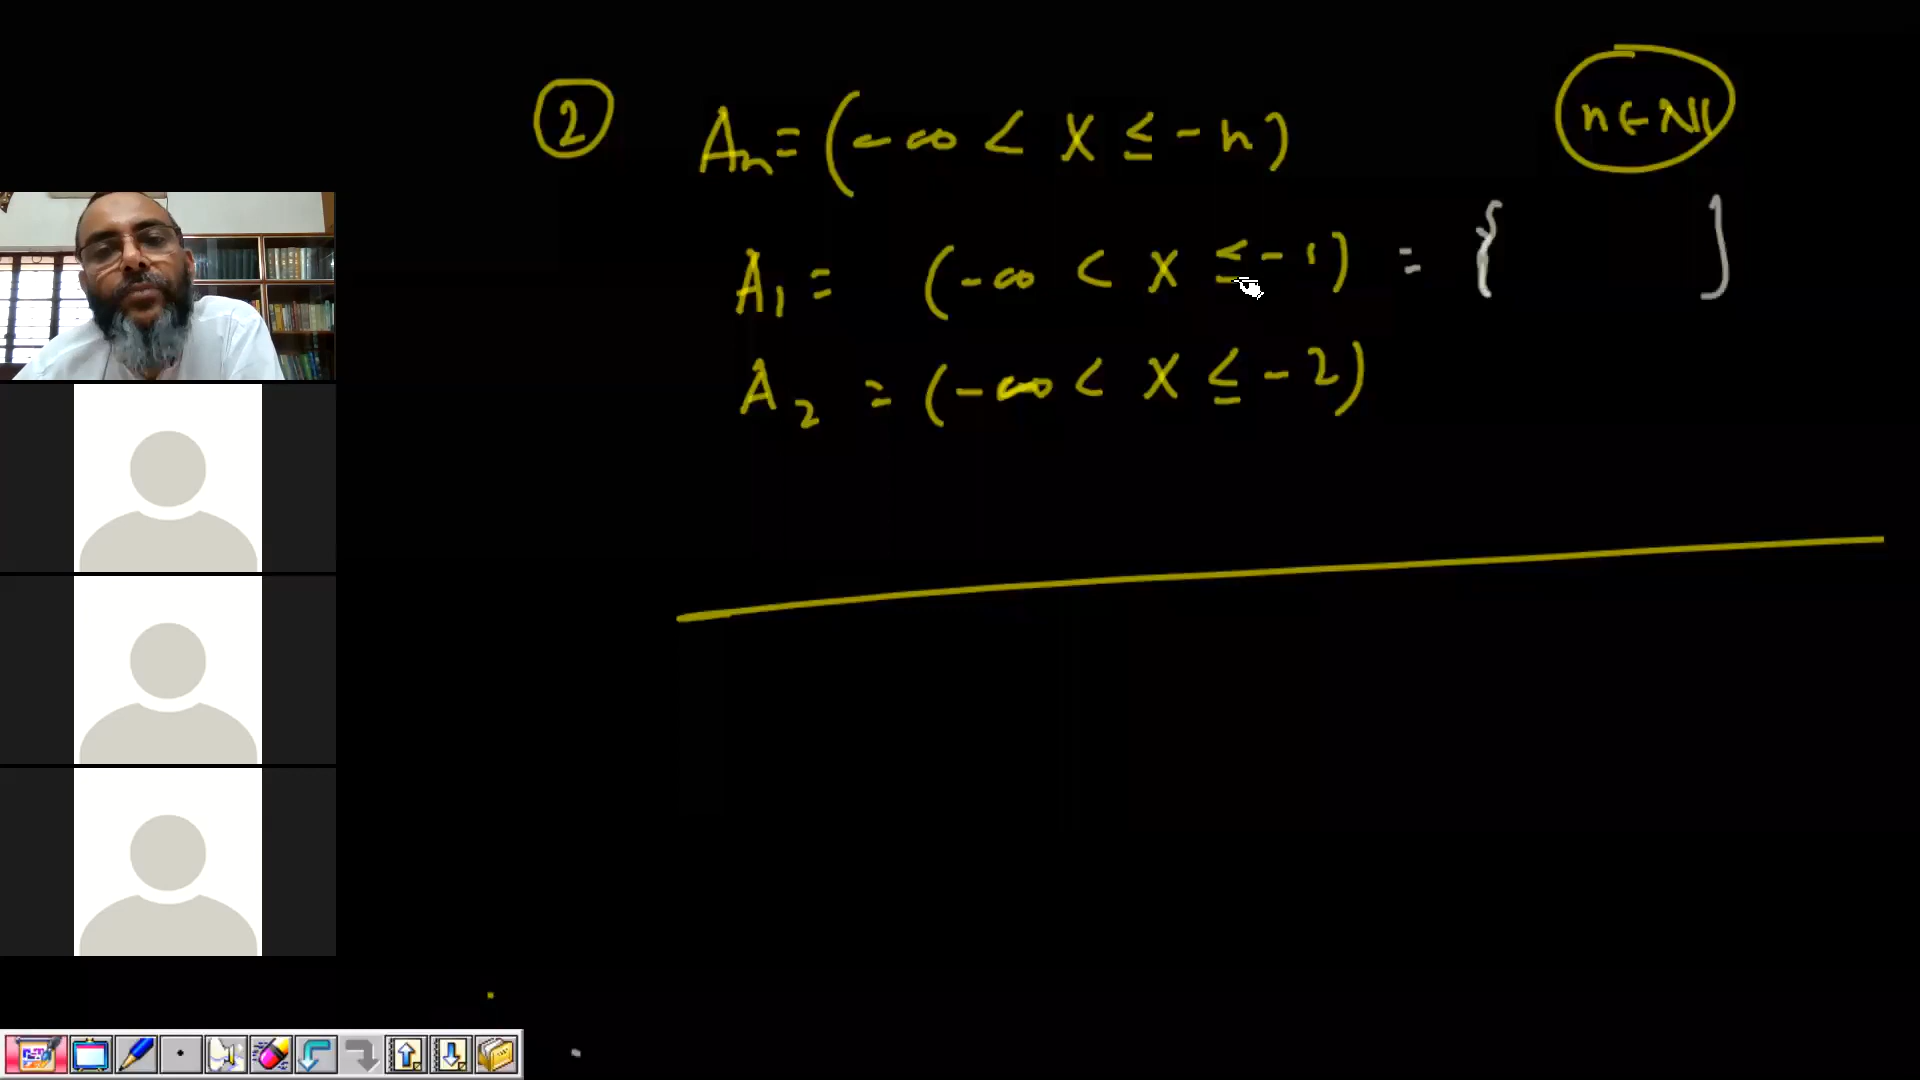 ② Aₙ = (-∞ < X ≤ -n) n ∈ ℕ
A₁ = (-∞ < X ≤ -1) = { }
A₂ = (-∞ < X ≤ -2)